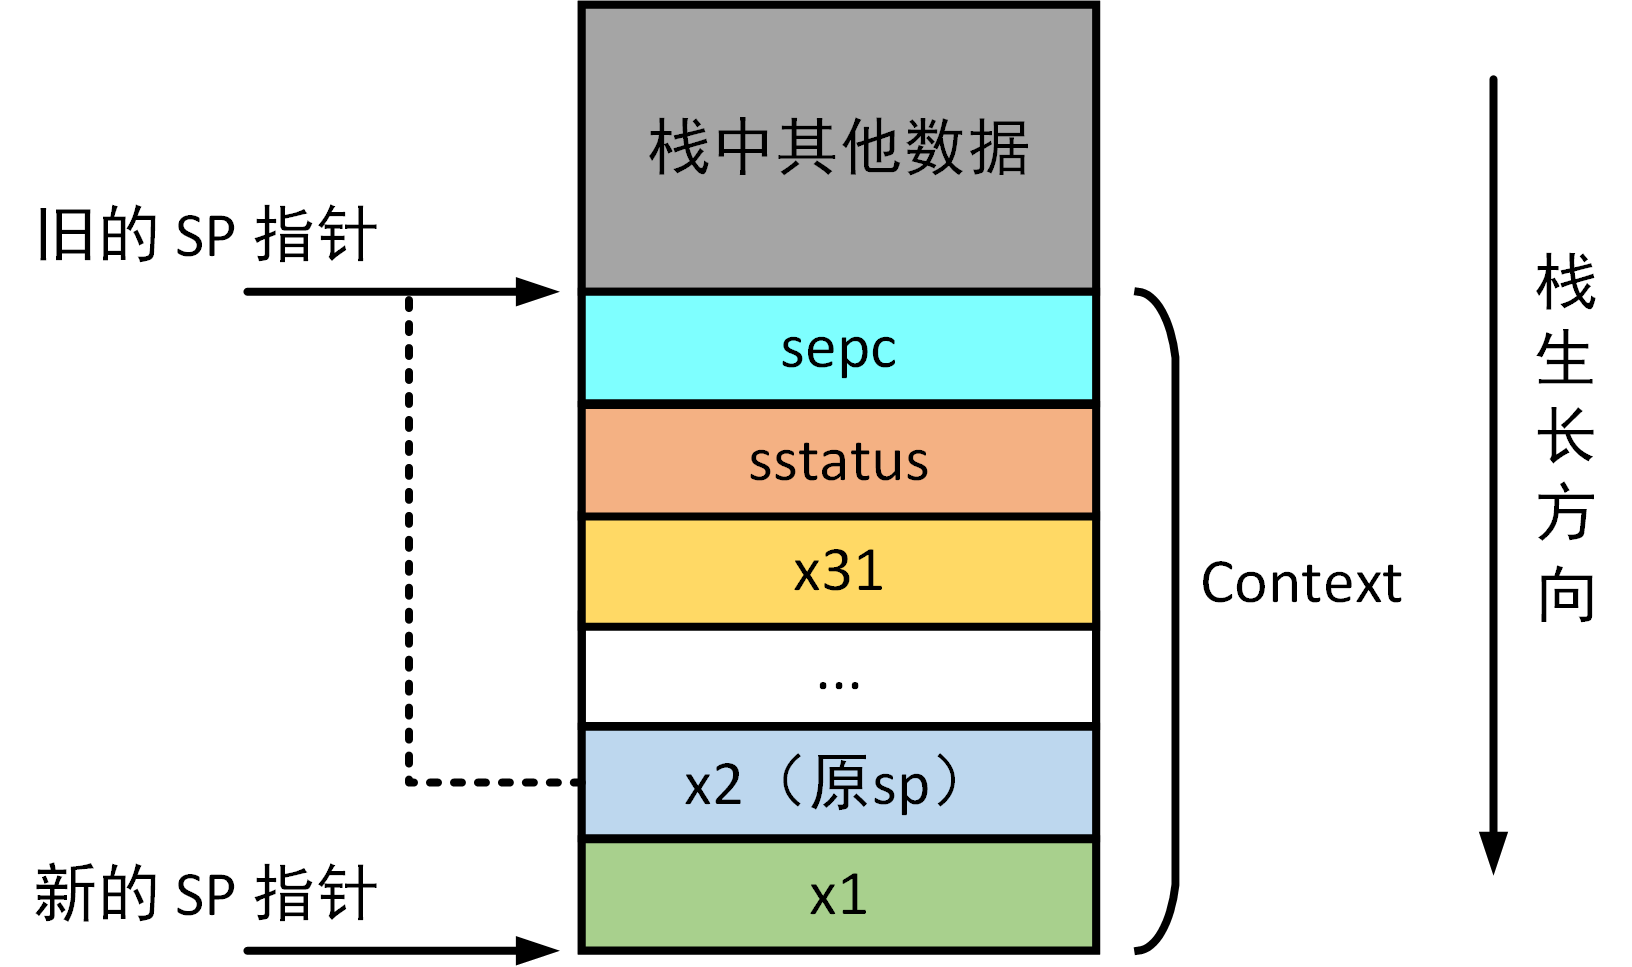 栈中其他数据
旧的 SP 指针
sepc
sstatus
x31
...
x2（原sp）
x1
新的 SP 指针
Context
栈生长方向